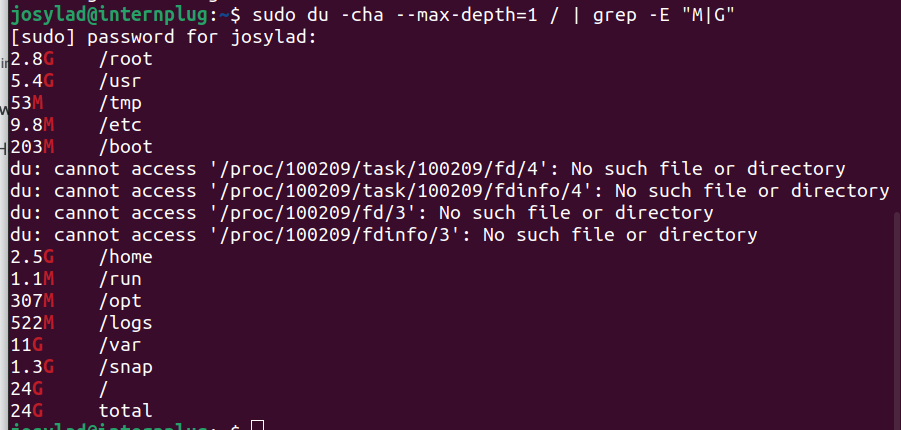 josylad@internplug:~$ sudo du -cha --max-depth=1 / | grep -E "M|G"
[sudo] password for josylad:
2.8G    /root
5.4G    /usr
53M     /tmp
9.8M    /etc
203M    /boot
du: cannot access '/proc/100209/task/100209/fd/4': No such file or directory
du: cannot access '/proc/100209/task/100209/fdinfo/4': No such file or directory
du: cannot access '/proc/100209/fd/3': No such file or directory
du: cannot access '/proc/100209/fdinfo/3': No such file or directory
2.5G    /home
1.1M    /run
307M    /opt
522M    /logs
11G     /var
1.3G    /snap
24G     /
24G     total
josylad@internplug:~$